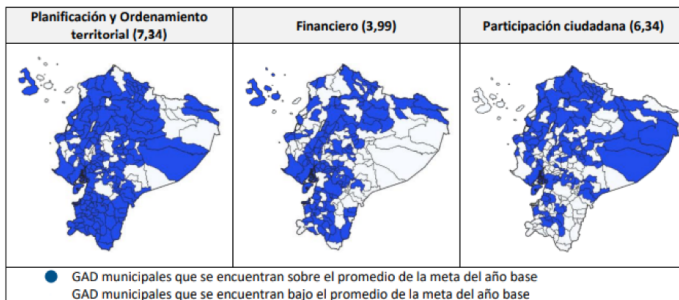 Planificación y Ordenamiento
territorial (7,34)
Financiero (3,99)
Participación ciudadana (6,34)
GAD municipales que se encuentran sobre el promedio de la meta del año base
GAD municipales que se encuentran bajo el promedio de la meta del año base